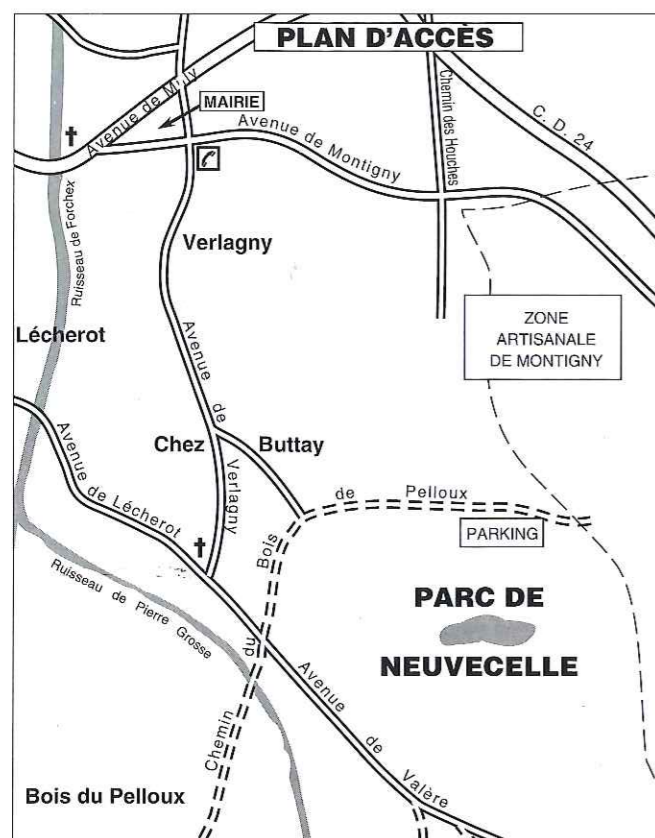 PLAN D'ACCÈS
MAIRIE
Avenue de Milly
Avenue de Montigny
Chemin des Houches
C. D. 24
Ruisseau de Forchex
Verlagny
Lécherot
ZONE
ARTISANALE
DE MONTIGNY
Avenue de Verlagny
Chez Buttay
Avenue de Lécherot
Chemin du Bois de Pelloux
PARKING
Ruisseau de Pierre Grosse
PARC DE
NEUVECELLE
Avenue de Valère
Bois du Pelloux